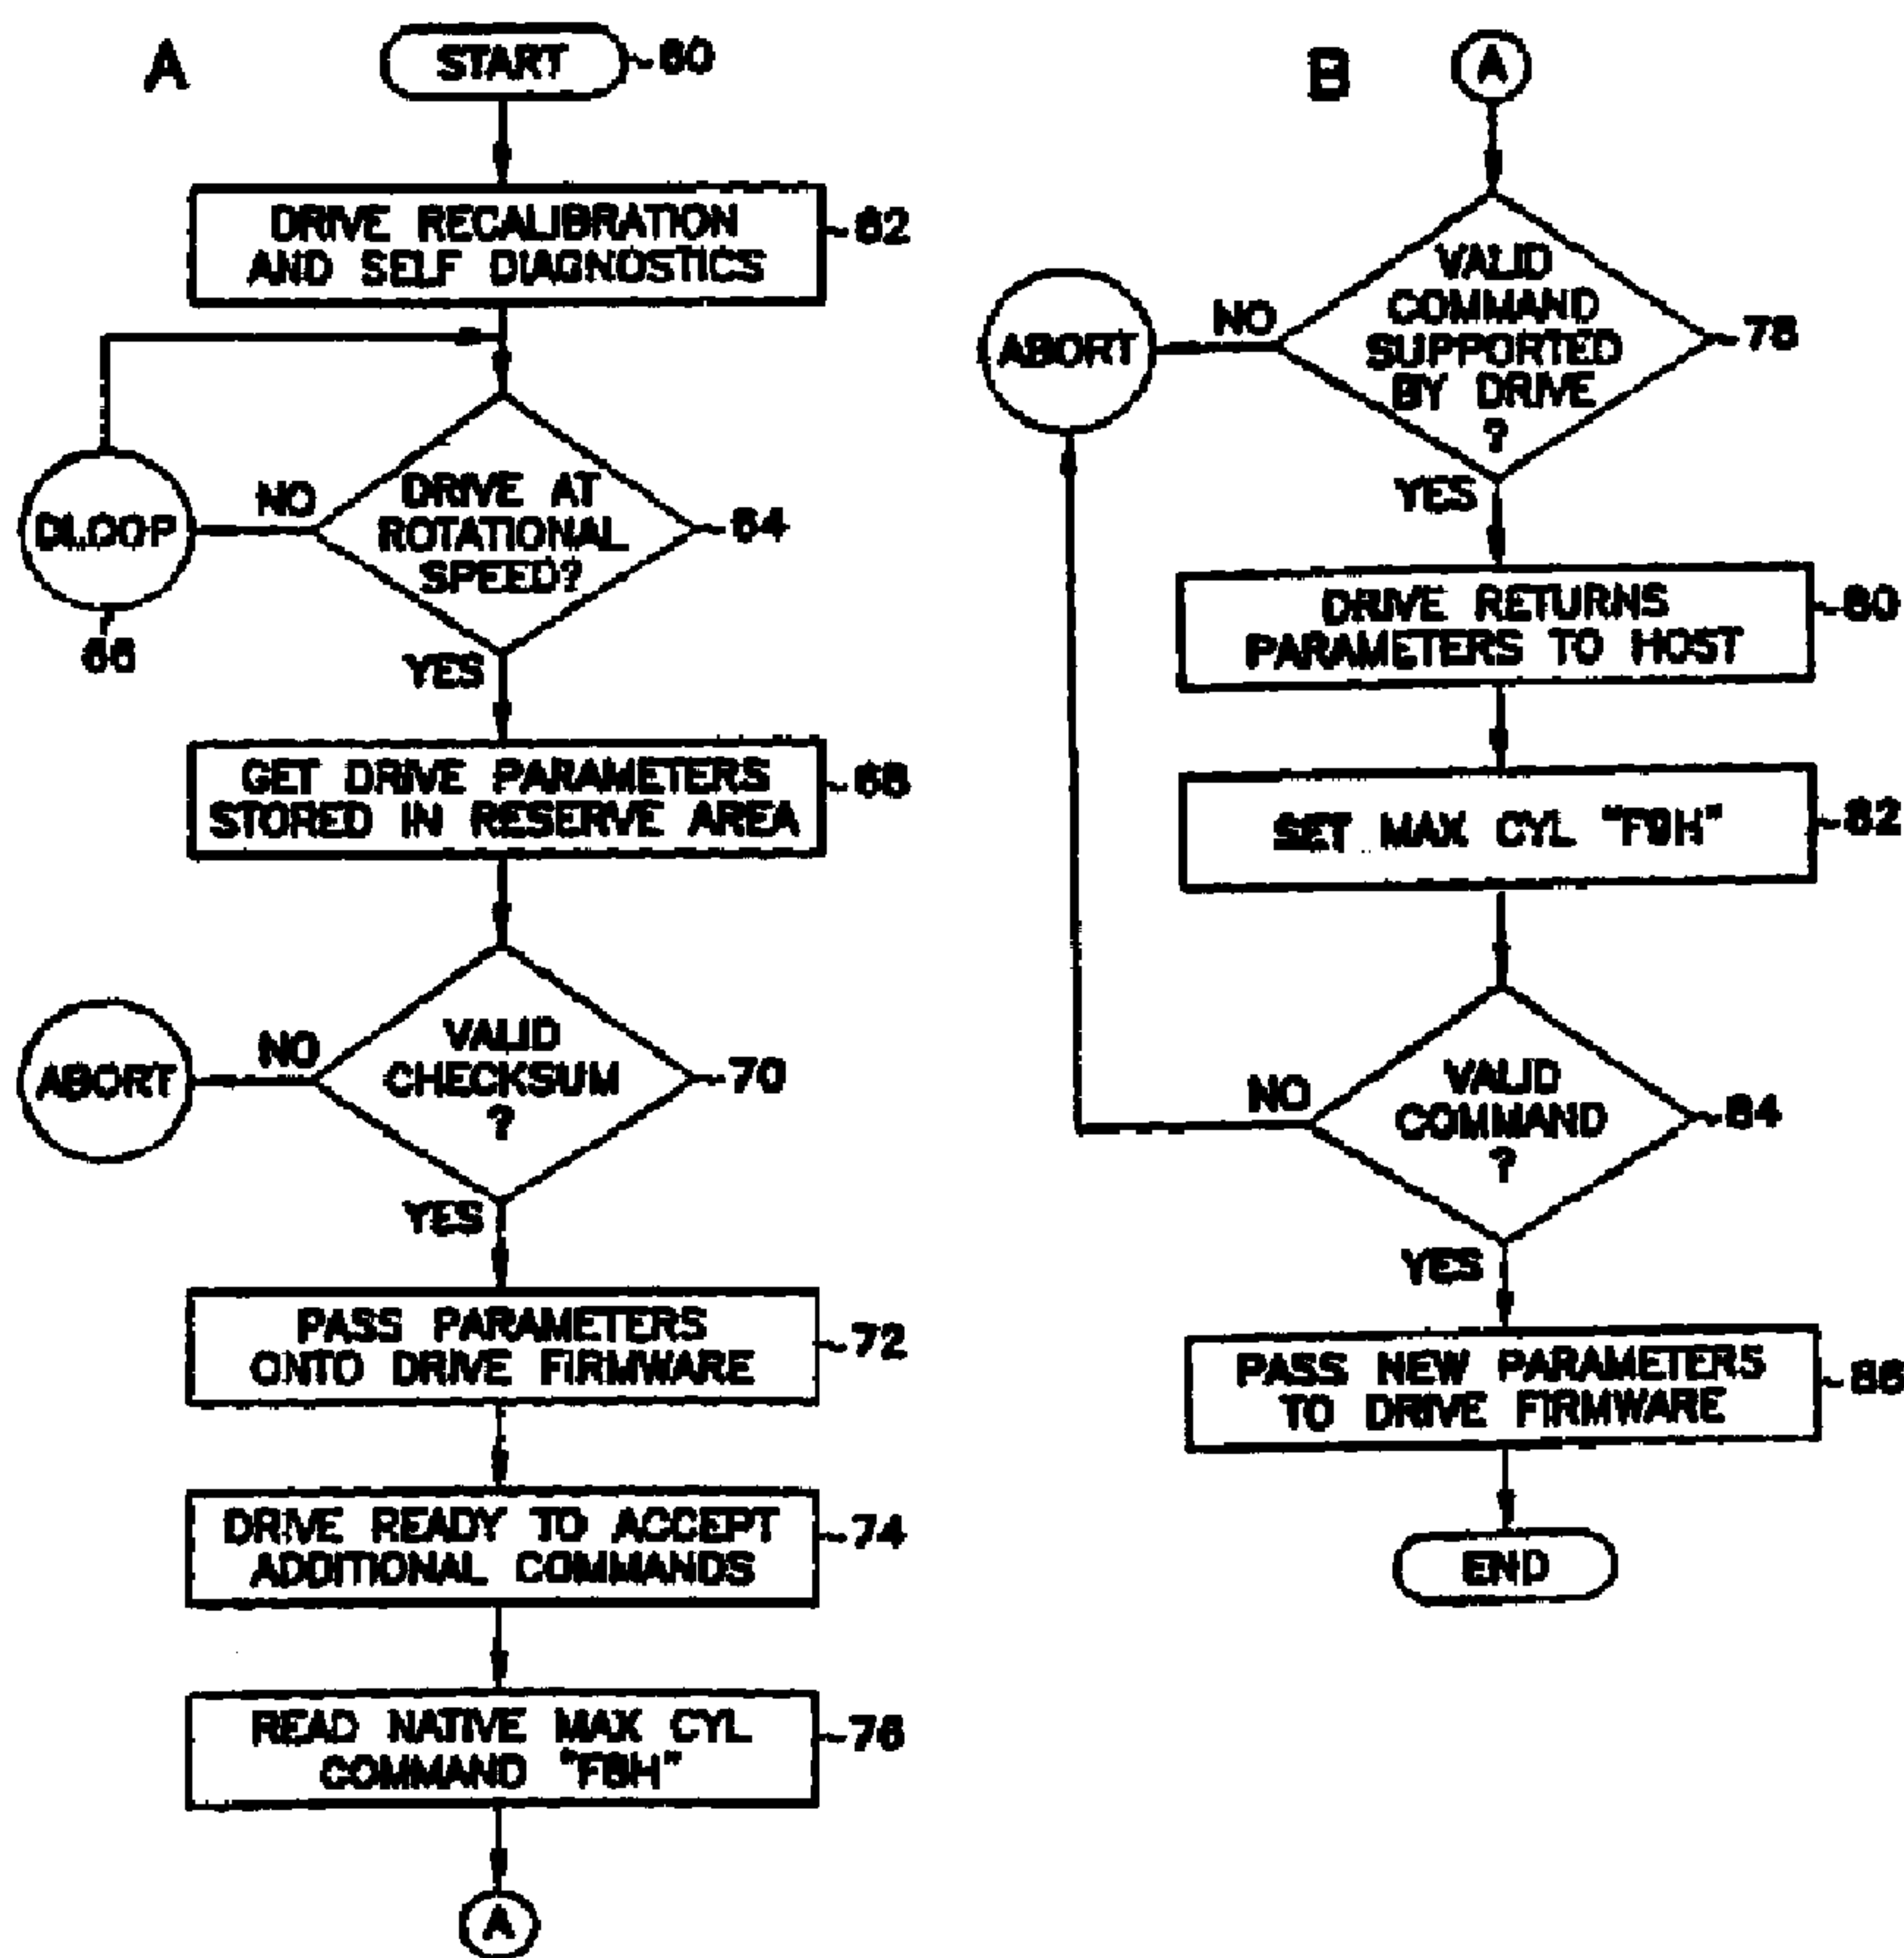 A
START
60
DRIVE RECALIBRATION
AND SELF DIAGNOSTICS
62
DRIVE AT
ROTATIONAL
SPEED?
64
NO
DLOOP
66
YES
GET DRIVE PARAMETERS
STORED IN RESERVE AREA
68
VALID
CHECKSUM
?
70
NO
ABORT
YES
PASS PARAMETERS
ONTO DRIVE FIRMWARE
72
DRIVE READY TO ACCEPT
ADDITIONAL COMMANDS
74
READ NATIVE MAX CYL
COMMAND "F8H"
76
A
B
A
VALID
COMMAND
SUPPORTED
BY DRIVE
?
78
NO
ABORT
YES
DRIVE RETURNS
PARAMETERS TO HOST
80
SET MAX CYL "F9H"
82
VALID
COMMAND
?
84
NO
YES
PASS NEW PARAMETERS
TO DRIVE FIRMWARE
86
END